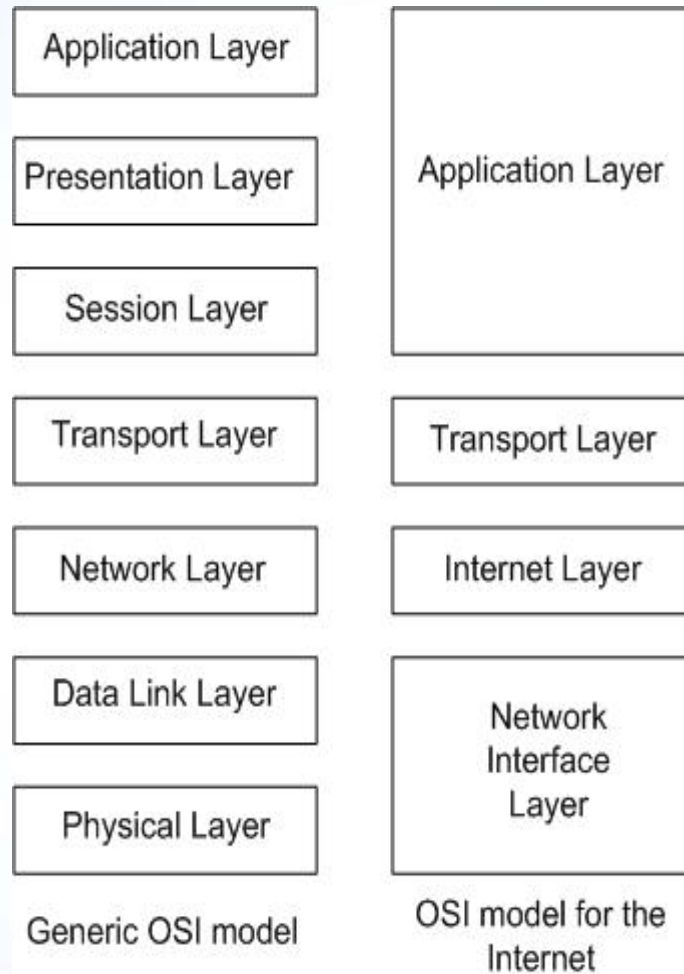 Application Layer
Presentation Layer
Session Layer
Transport Layer
Network Layer
Data Link Layer
Physical Layer
Generic OSI model
Application Layer
Transport Layer
Internet Layer
Network
Interface
Layer
OSI model for the
Internet